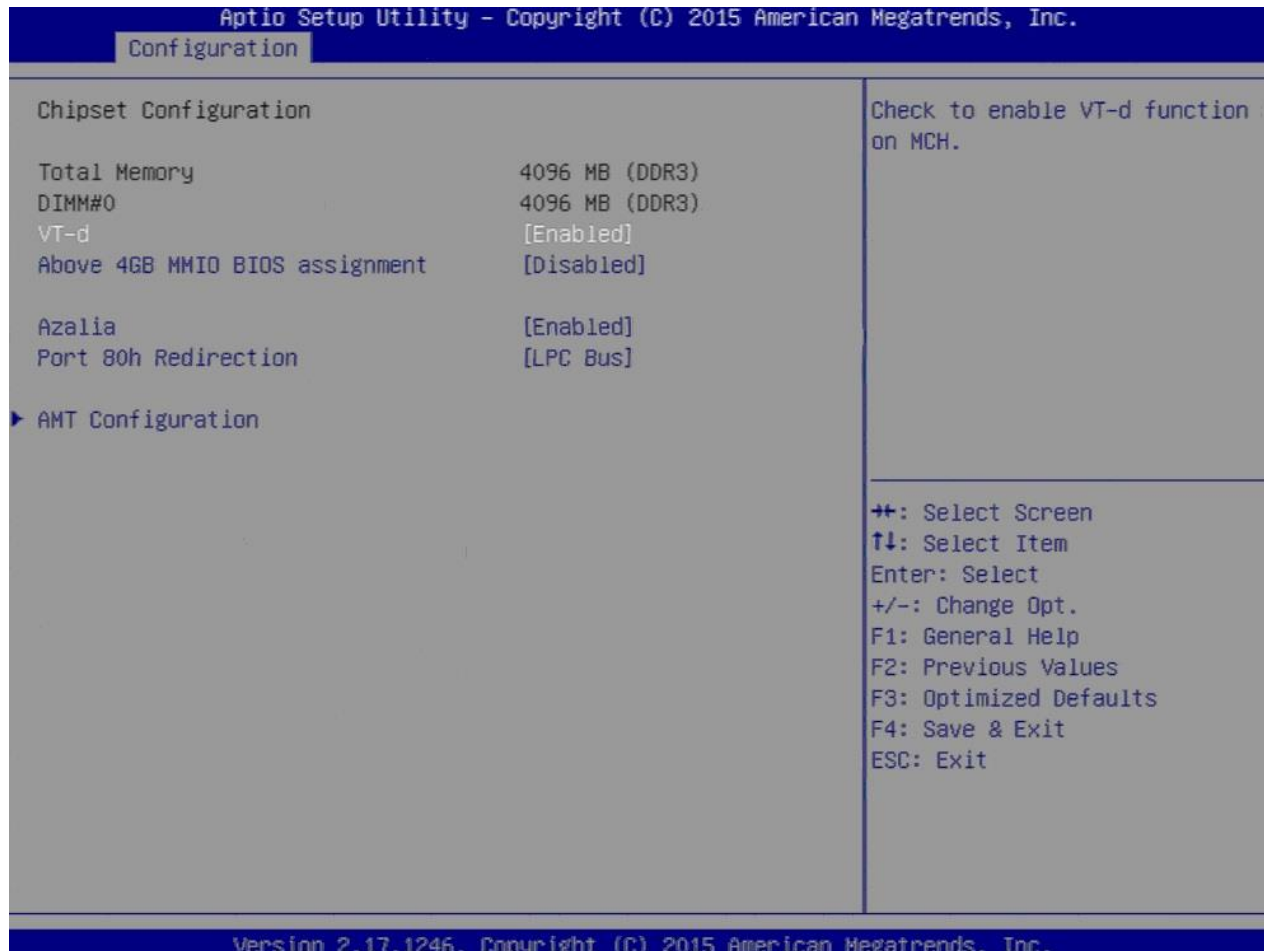 Aptio Setup Utility – Copyright (C) 2015 American Megatrends, Inc.
Configuration
Chipset Configuration
Total Memory 4096 MB (DDR3)
DIMM#0 4096 MB (DDR3)
VT-d [Enabled]
Above 4GB MMIO BIOS assignment [Disabled]
Azalia [Enabled]
Port 80h Redirection [LPC Bus]
▶ AMT Configuration
Check to enable VT-d function
on MCH.
→←: Select Screen
↑↓: Select Item
Enter: Select
+/-: Change Opt.
F1: General Help
F2: Previous Values
F3: Optimized Defaults
F4: Save & Exit
ESC: Exit
Version 2.17.1246. Copyright (C) 2015 American Megatrends, Inc.